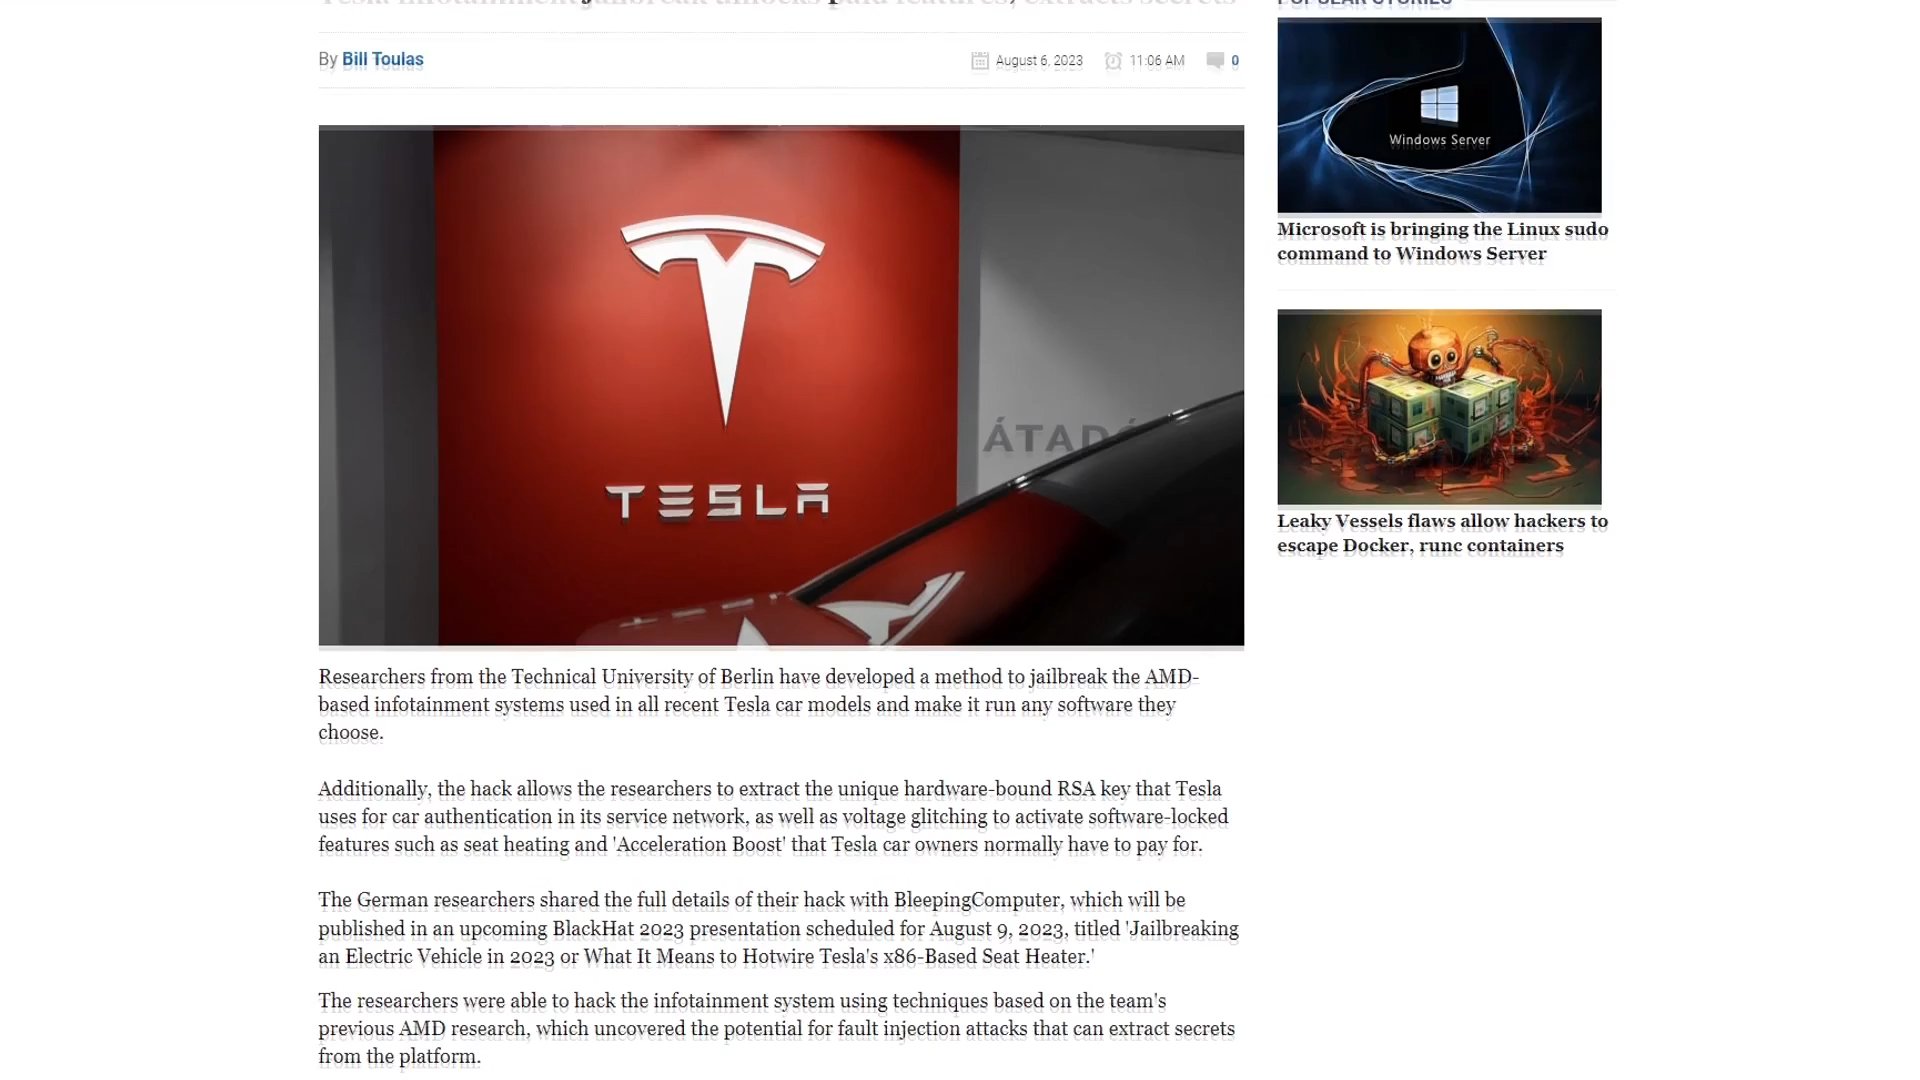 Tesla infotainment jailbreak unlocks paid features, extracts secrets
By Bill Toulas
August 6, 2023
11:06 AM
0
TESLA
Researchers from the Technical University of Berlin have developed a method to jailbreak the AMD-
based infotainment systems used in all recent Tesla car models and make it run any software they
choose.
Additionally, the hack allows the researchers to extract the unique hardware-bound RSA key that Tesla
uses for car authentication in its service network, as well as voltage glitching to activate software-locked
features such as seat heating and 'Acceleration Boost' that Tesla car owners normally have to pay for.
The German researchers shared the full details of their hack with BleepingComputer, which will be
published in an upcoming BlackHat 2023 presentation scheduled for August 9, 2023, titled 'Jailbreaking
an Electric Vehicle in 2023 or What It Means to Hotwire Tesla's x86-Based Seat Heater.'
The researchers were able to hack the infotainment system using techniques based on the team's
previous AMD research, which uncovered the potential for fault injection attacks that can extract secrets
from the platform.
POPULAR STORIES
Windows Server
Microsoft is bringing the Linux sudo
command to Windows Server
Leaky Vessels flaws allow hackers to
escape Docker, runc containers